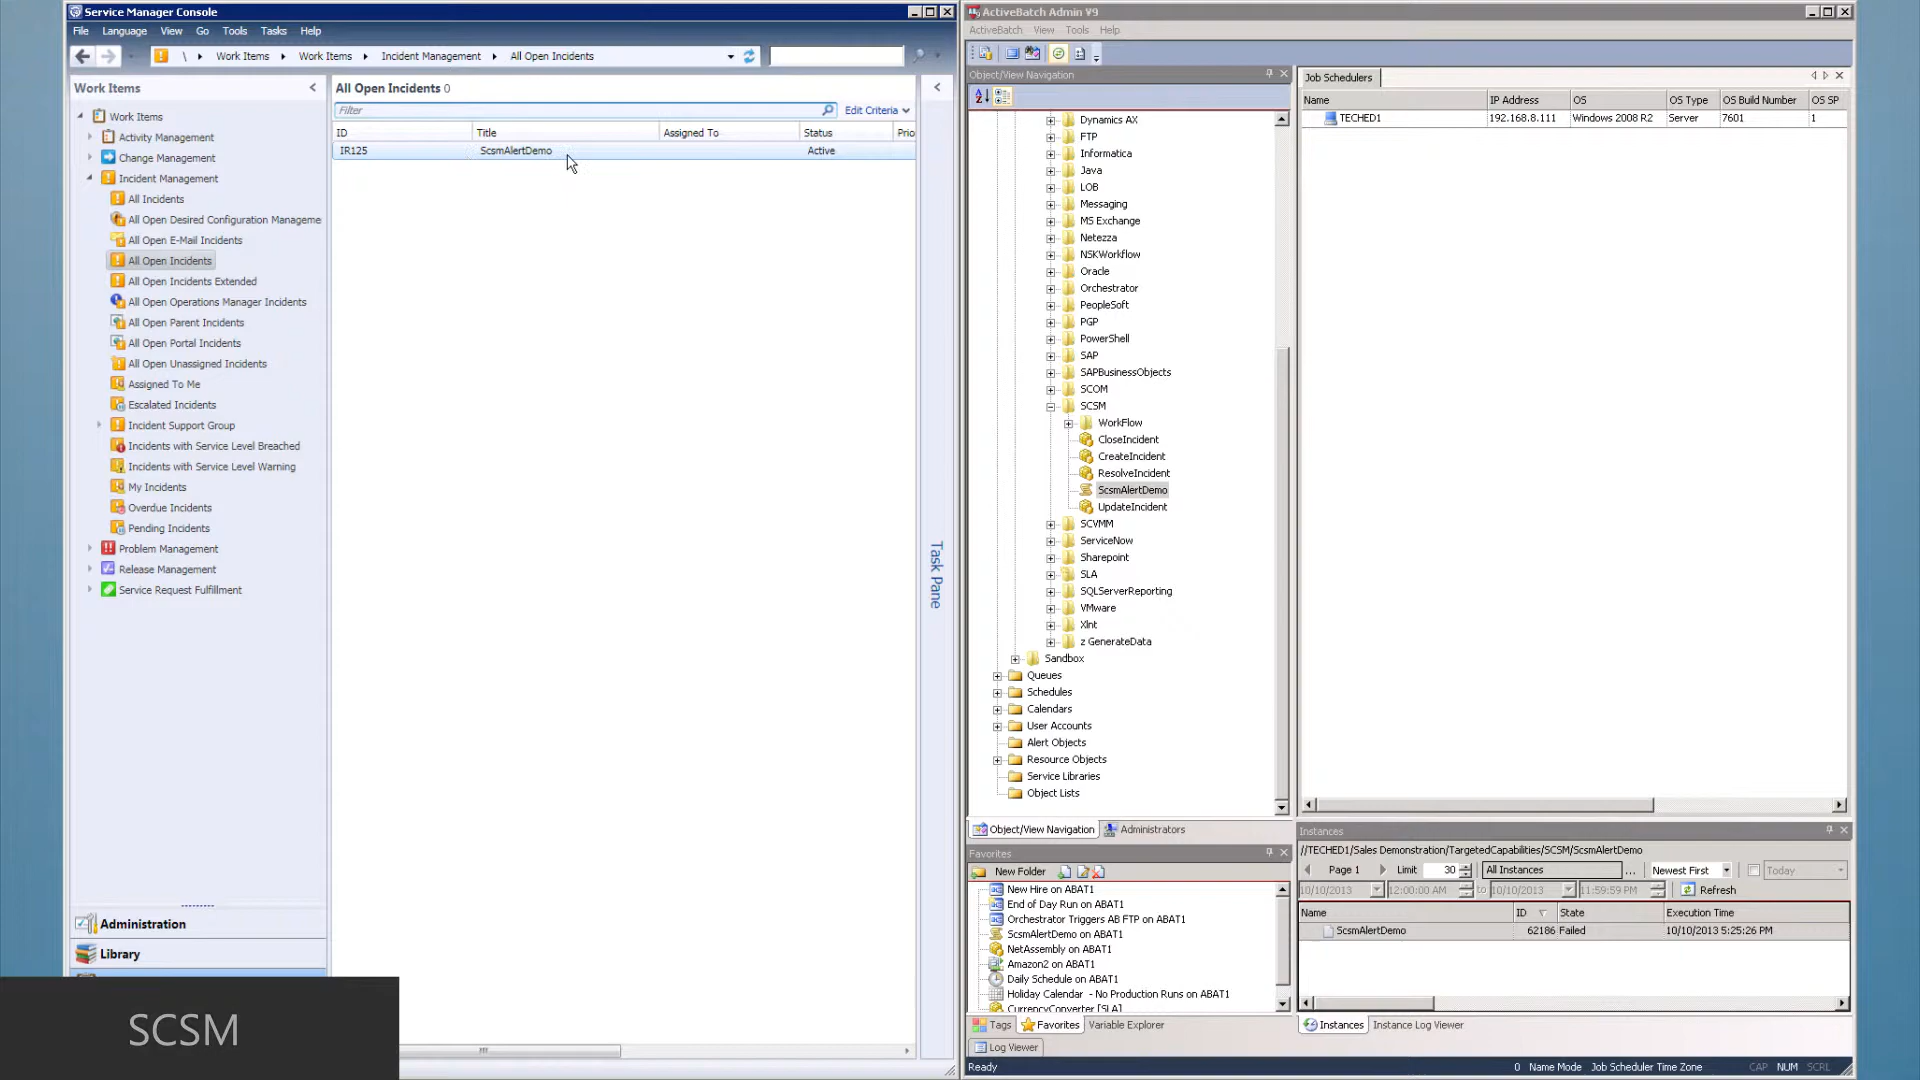 Service Manager Console
File Language View Go Tools Tasks Help
\ Work Items Work Items Incident Management All Open Incidents
Work Items
Work Items
Activity Management
Change Management
Incident Management
All Incidents
All Open Desired Configuration Manageme
All Open E-Mail Incidents
All Open Incidents
All Open Incidents Extended
All Open Operations Manager Incidents
All Open Parent Incidents
All Open Portal Incidents
All Open Unassigned Incidents
Assigned To Me
Escalated Incidents
Incident Support Group
Incidents with Service Level Breached
Incidents with Service Level Warning
My Incidents
Overdue Incidents
Pending Incidents
Problem Management
Release Management
Service Request Fulfillment
Administration
Library
SCSM
All Open Incidents 0
Filter Edit Criteria
ID Title Assigned To Status Prio
IR125 ScsmAlertDemo Active
Task Pane
ActiveBatch Admin V9
ActiveBatch View Tools Help
Object/View Navigation
Dynamics AX
FTP
Informatica
Java
LOB
Messaging
MS Exchange
Netezza
NSKWorkflow
Oracle
Orchestrator
PeopleSoft
PGP
PowerShell
SAP
SAPBusinessObjects
SCOM
SCSM
WorkFlow
CloseIncident
CreateIncident
ResolveIncident
ScsmAlertDemo
UpdateIncident
SCVMM
ServiceNow
Sharepoint
SLA
SQLServerReporting
VMware
Xlnt
z GenerateData
Sandbox
Queues
Schedules
Calendars
User Accounts
Alert Objects
Resource Objects
Service Libraries
Object Lists
Object/View Navigation Administrators
Favorites
New Folder
New Hire on ABAT1
End of Day Run on ABAT1
Orchestrator Triggers AB FTP on ABAT1
ScsmAlertDemo on ABAT1
NetAssembly on ABAT1
Amazon2 on ABAT1
Daily Schedule on ABAT1
Holiday Calendar - No Production Runs on ABAT1
CurrencyConverter [SLA]
Tags Favorites Variable Explorer
Log Viewer
Ready
Job Schedulers
Name IP Address OS OS Type OS Build Number OS SP
TECHED1 192.168.8.111 Windows 2008 R2 Server 7601 1
Instances
//TECHED1/Sales Demonstration/TargetedCapabilities/SCSM/ScsmAlertDemo
Page 1 Limit 30 All Instances ... Newest First Today
10/10/2013 12:00:00 AM to 10/10/2013 11:59:59 PM Refresh
Name ID State Execution Time
ScsmAlertDemo 62186 Failed 10/10/2013 5:25:26 PM
Instances Instance Log Viewer
0 Name Mode Job Scheduler Time Zone CAP NUM SCRL